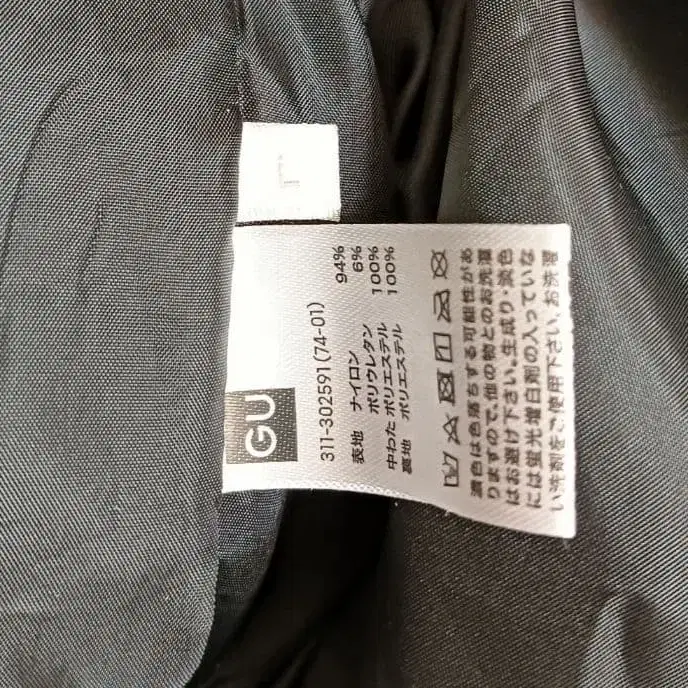 L
GU
311-302591(74-01)
表地 ナイロン 94%
ポリウレタン 6%
中わた ポリエステル 100%
裏地 ポリエステル 100%
濃色は色落ちする可能性があ
りますので、他の物とのお洗濯
はお避け下さい。生成り・淡色
には蛍光増白剤の入っていな
い洗剤をご使用下さい。お洗濯